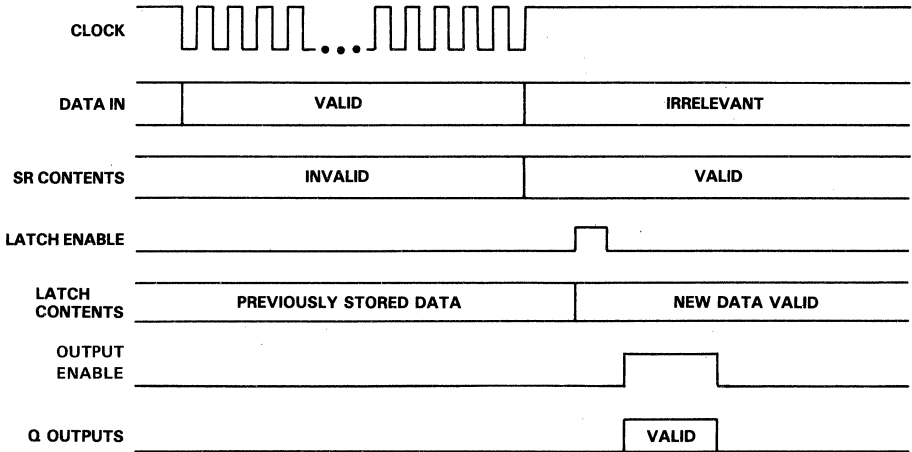 CLOCK
DATA IN
VALID
IRRELEVANT
SR CONTENTS
INVALID
VALID
LATCH ENABLE
LATCH
CONTENTS
PREVIOUSLY STORED DATA
NEW DATA VALID
OUTPUT
ENABLE
Q OUTPUTS
VALID